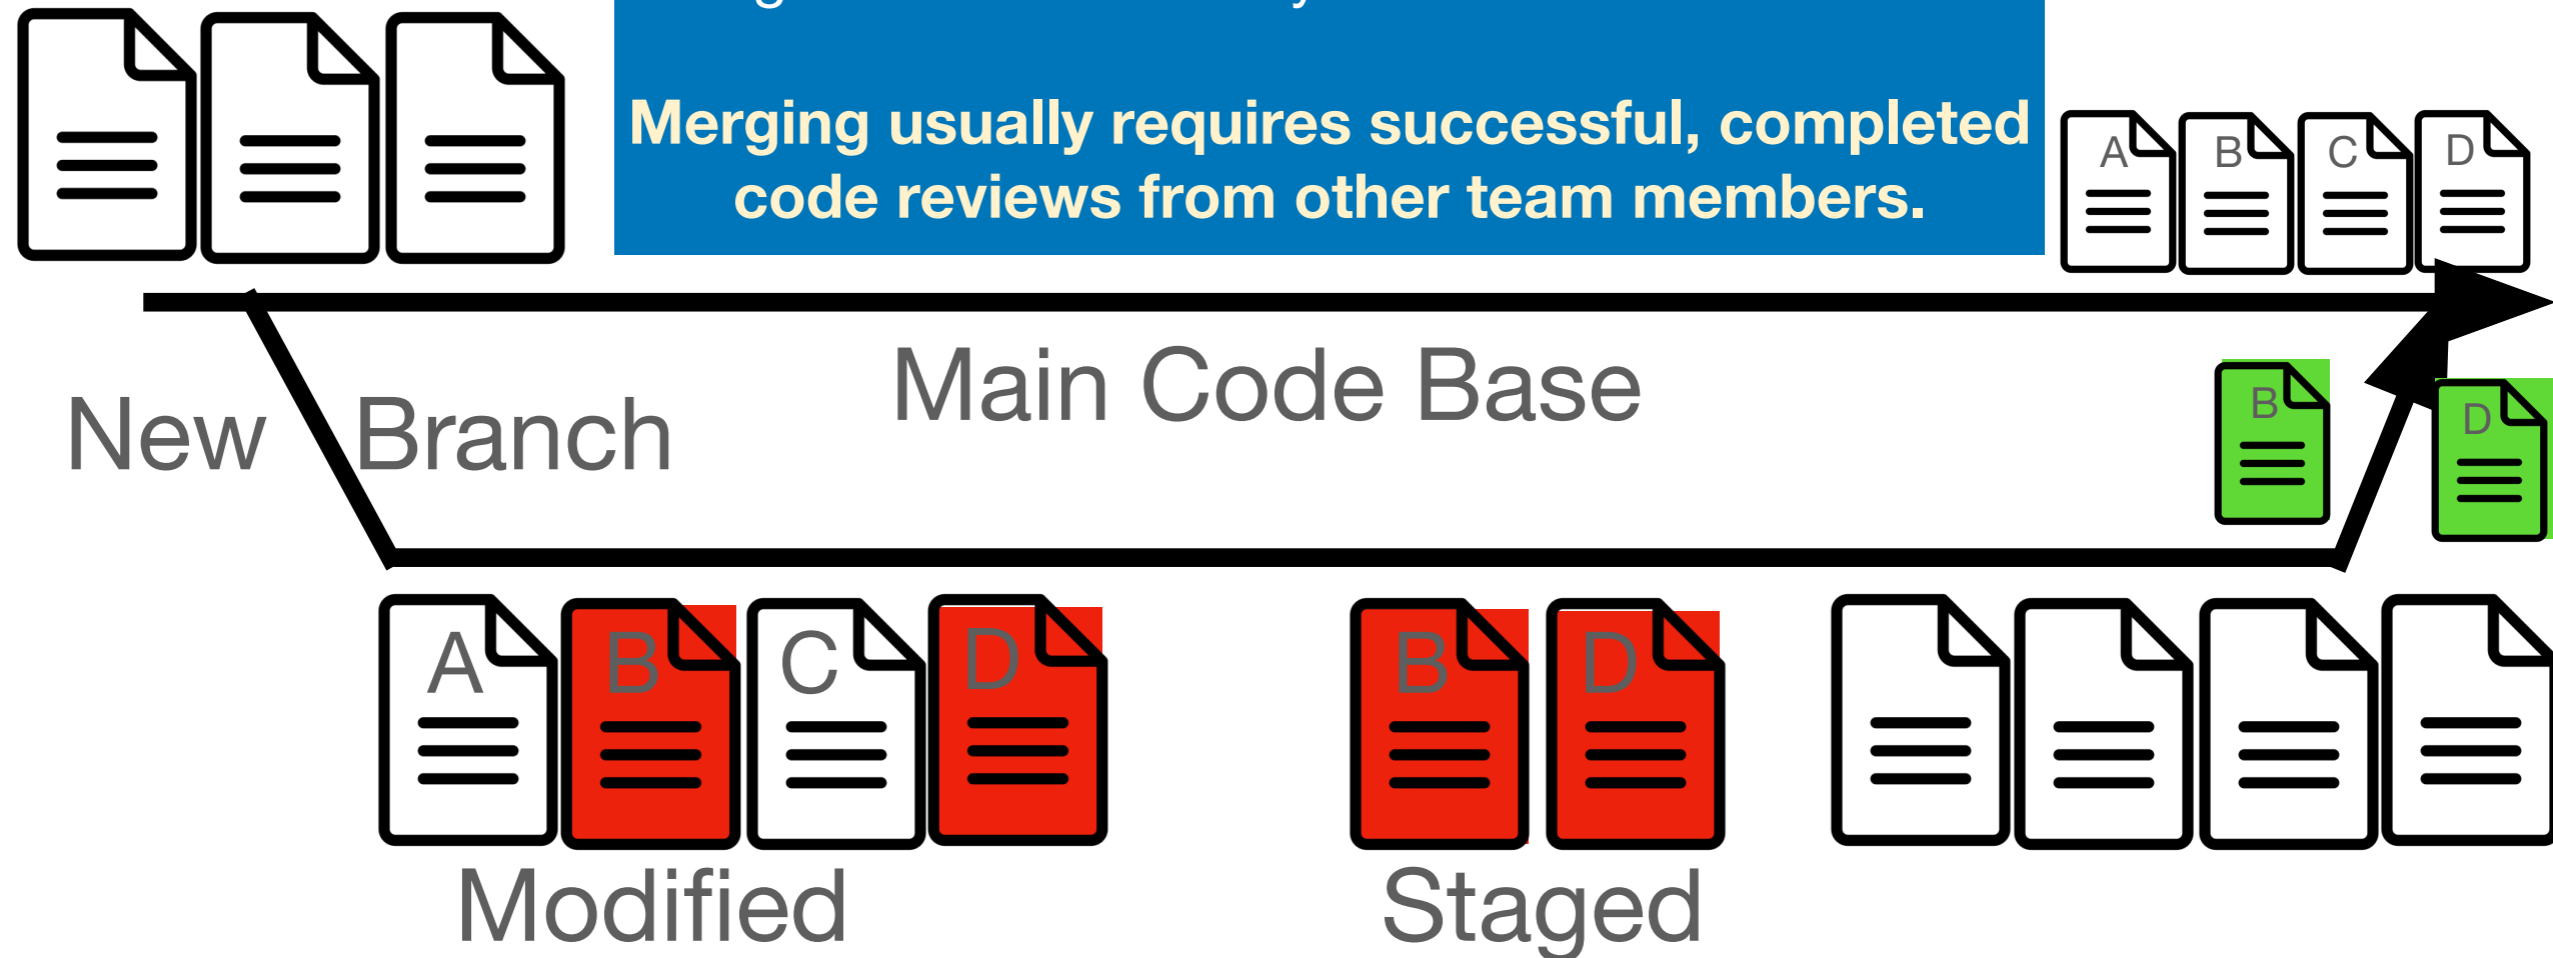 Merging usually requires successful, completed
code reviews from other team members.
A B C D
Main Code Base
New Branch
B
D
A B C D
B D
Modified
Staged